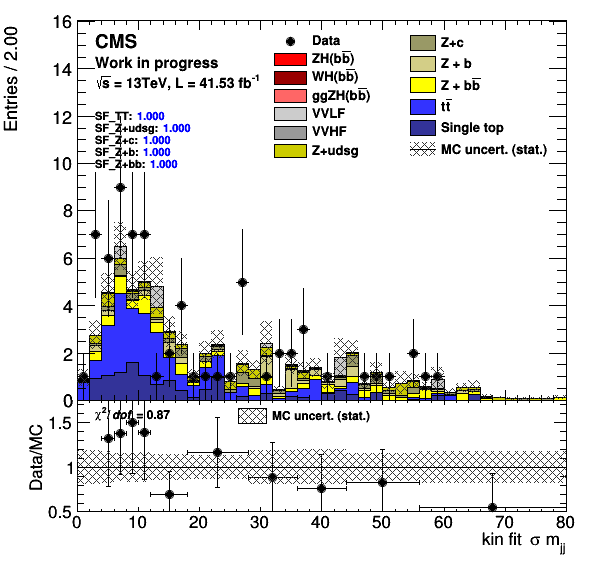 Entries / 2.00
16
14
12
10
8
6
4
2
0
CMS
Work in progress
√s = 13TeV, L = 41.53 fb⁻¹
SF_TT: 1.000
SF_Z+udsg: 1.000
SF_Z+c: 1.000
SF_Z+b: 1.000
SF_Z+bb: 1.000
Data
ZH(bb̅)
WH(bb̅)
ggZH(bb̅)
VVLF
VVHF
Z+udsg
Z+c
Z + b
Z + bb̅
tt̅
Single top
MC uncert. (stat.)
Data/MC
1.5
1
0.5
χ²/ dof = 0.87
MC uncert. (stat.)
0 10 20 30 40 50 60 70 80
kin fit σ m_jj